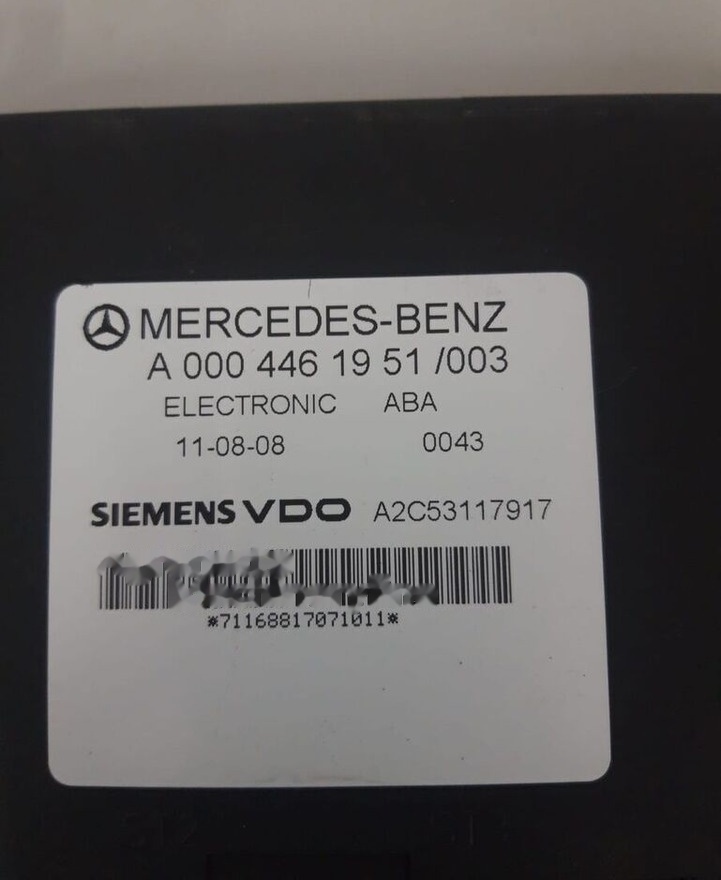 MERCEDES-BENZ
A 000 446 19 51 /003
ELECTRONIC ABA
11-08-08 0043
SIEMENS VDO A2C53117917
*71168817071011*